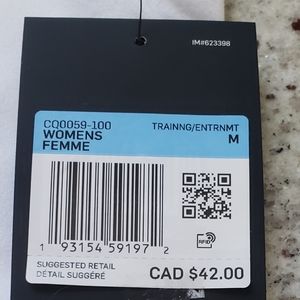 IM#623398
CQ0059-100
WOMENS
FEMME
TRAINNG/ENTRNMT
M
RFID
1 93154 59197 2
SUGGESTED RETAIL
DÉTAIL SUGGÉRÉ
CAD $42.00